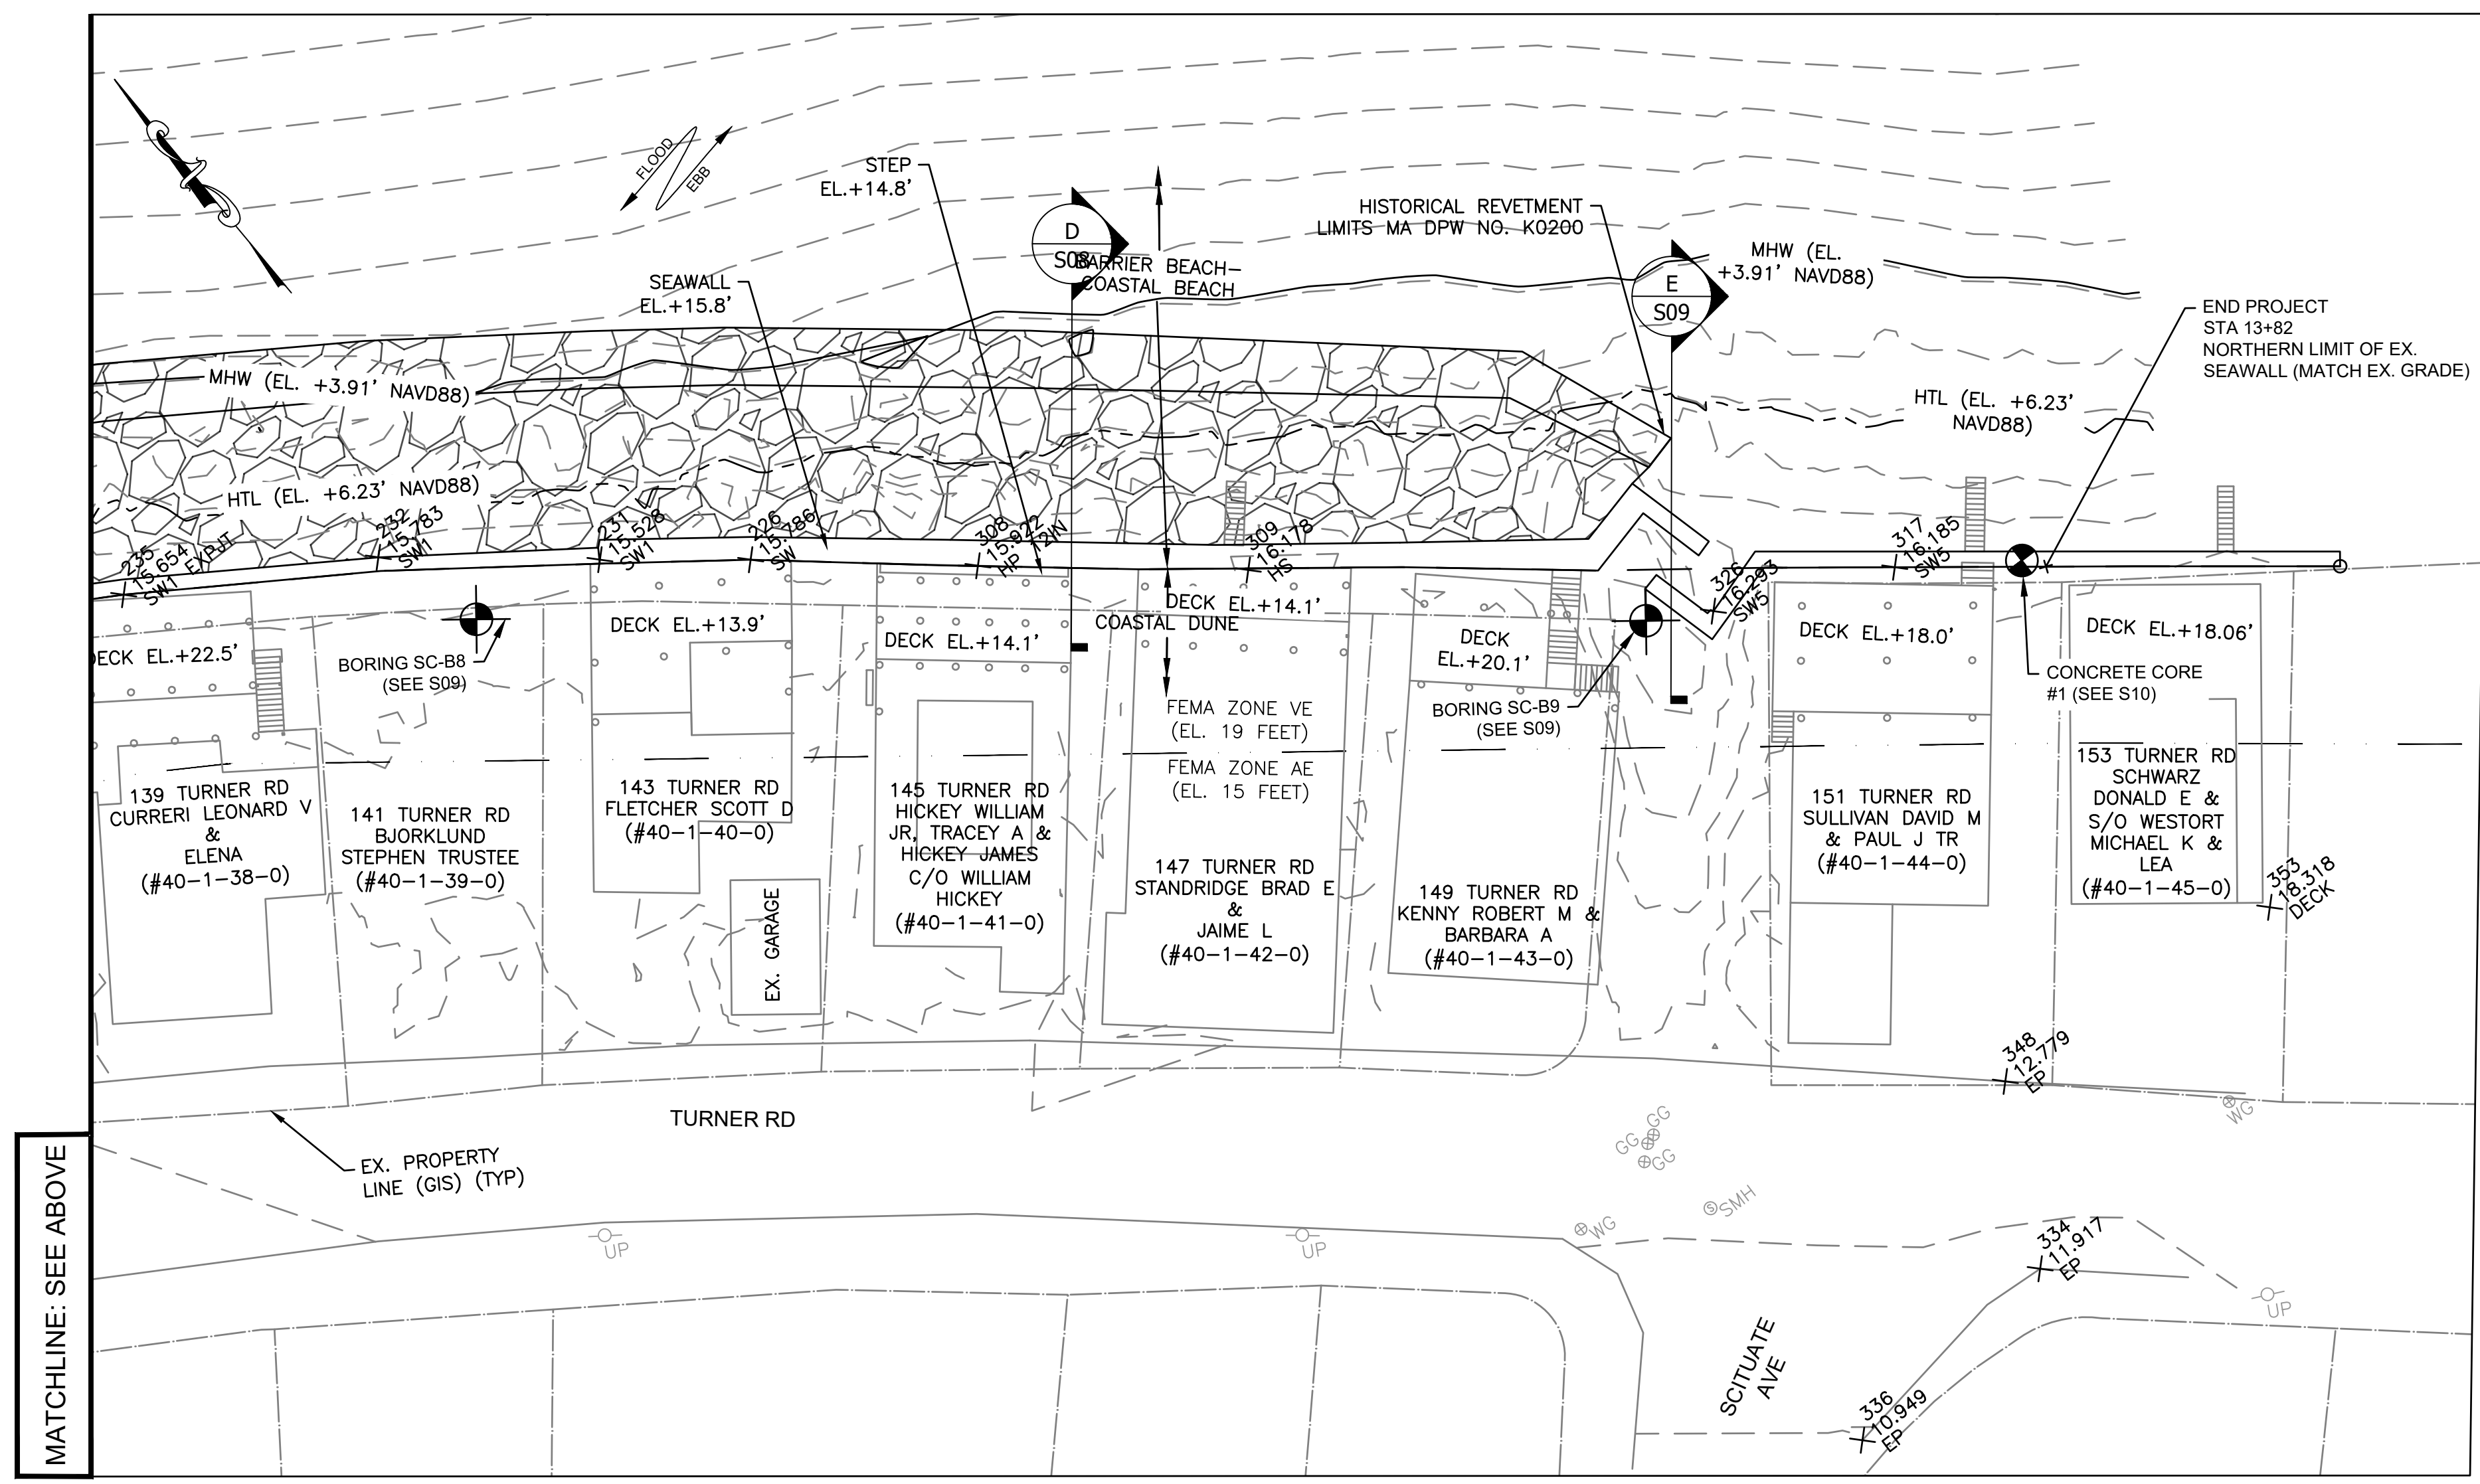 FLOOD
EBB
STEP
EL.+14.8'
SEAWALL
EL.+15.8'
D
S08
BARRIER BEACH-
COASTAL BEACH
HISTORICAL REVETMENT
LIMITS MA DPW NO. K0200
E
S09
MHW (EL.
+3.91' NAVD88)
END PROJECT
STA 13+82
NORTHERN LIMIT OF EX.
SEAWALL (MATCH EX. GRADE)
MHW (EL. +3.91' NAVD88)
HTL (EL. +6.23'
NAVD88)
HTL (EL. +6.23' NAVD88)
235
15.654
SW1 EXPJT
232
15.783
SW1
231
15.528
SW1
226
15.786
SW
308
15.922
HP 12IN
309
16.178
HS
326
16.293
SW5
317
16.185
SW5
DECK EL.+22.5'
BORING SC-B8
(SEE S09)
DECK EL.+13.9'
DECK EL.+14.1'
DECK EL.+14.1'
COASTAL DUNE
DECK
EL.+20.1'
BORING SC-B9
(SEE S09)
DECK EL.+18.0'
DECK EL.+18.06'
CONCRETE CORE
#1 (SEE S10)
FEMA ZONE VE
(EL. 19 FEET)
FEMA ZONE AE
(EL. 15 FEET)
139 TURNER RD
CURRERI LEONARD V
&
ELENA
(#40-1-38-0)
141 TURNER RD
BJORKLUND
STEPHEN TRUSTEE
(#40-1-39-0)
143 TURNER RD
FLETCHER SCOTT D
(#40-1-40-0)
EX. GARAGE
145 TURNER RD
HICKEY WILLIAM
JR, TRACEY A &
HICKEY JAMES
C/O WILLIAM
HICKEY
(#40-1-41-0)
147 TURNER RD
STANDRIDGE BRAD E
&
JAIME L
(#40-1-42-0)
149 TURNER RD
KENNY ROBERT M &
BARBARA A
(#40-1-43-0)
151 TURNER RD
SULLIVAN DAVID M
& PAUL J TR
(#40-1-44-0)
153 TURNER RD
SCHWARZ
DONALD E &
S/O WESTORT
MICHAEL K &
LEA
(#40-1-45-0)
353
18.318
DECK
348
12.779
EP
TURNER RD
EX. PROPERTY
LINE (GIS) (TYP)
WG
GG
GG
GG
S
SMH
WG
UP
UP
UP
334
11.917
EP
336
10.949
EP
SCITUATE
AVE
MATCHLINE: SEE ABOVE